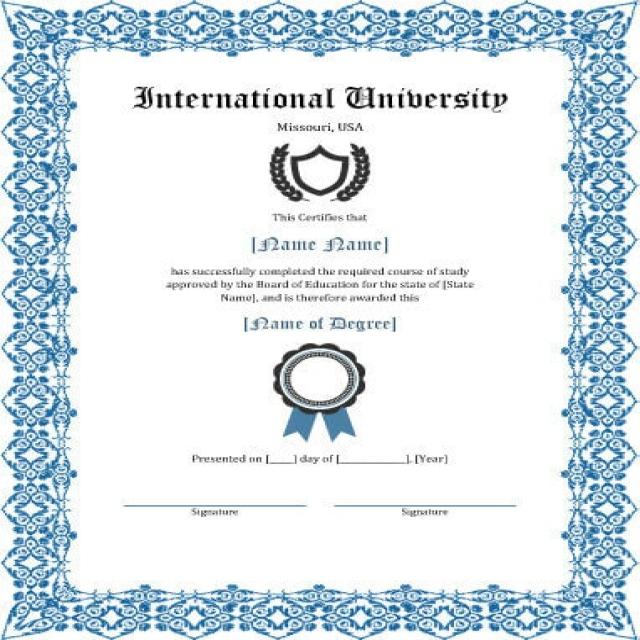 International University
Missouri, USA
This Certifies that
[Name Name]
has successfully completed the required course of study
approved by the Board of Education for the state of [State
Name], and is therefore awarded this
[Name of Degree]
Presented on [____] day of [____________], [Year]
Signature Signature